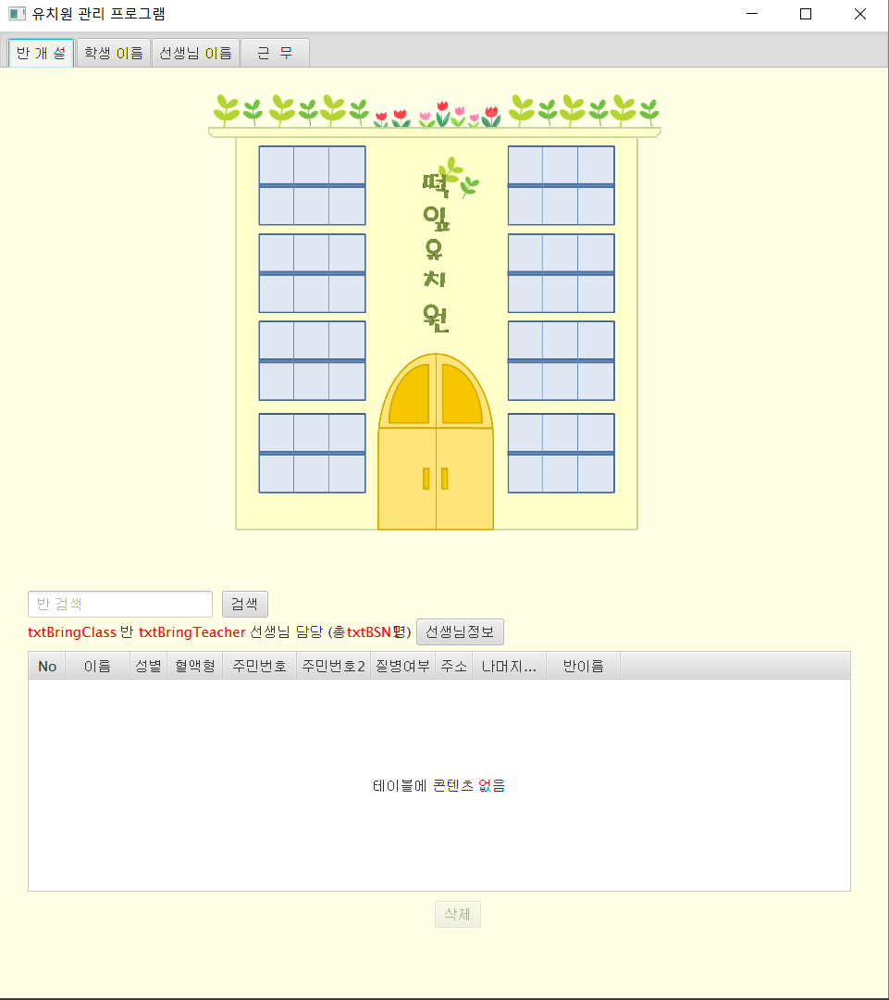 유치원 관리 프로그램
반 개 설 학생 이름 선생님 이름 근 무
떡
잎
유
치
원
반 검색 검색
txtBringClass 반 txtBringTeacher 선생님 담당 (총txtBSN1명) 선생님정보
No 이름 성별 혈액형 주민번호 주민번호2 질병여부 주소 나머지... 반이름
테이블에 콘텐츠 없음
삭제